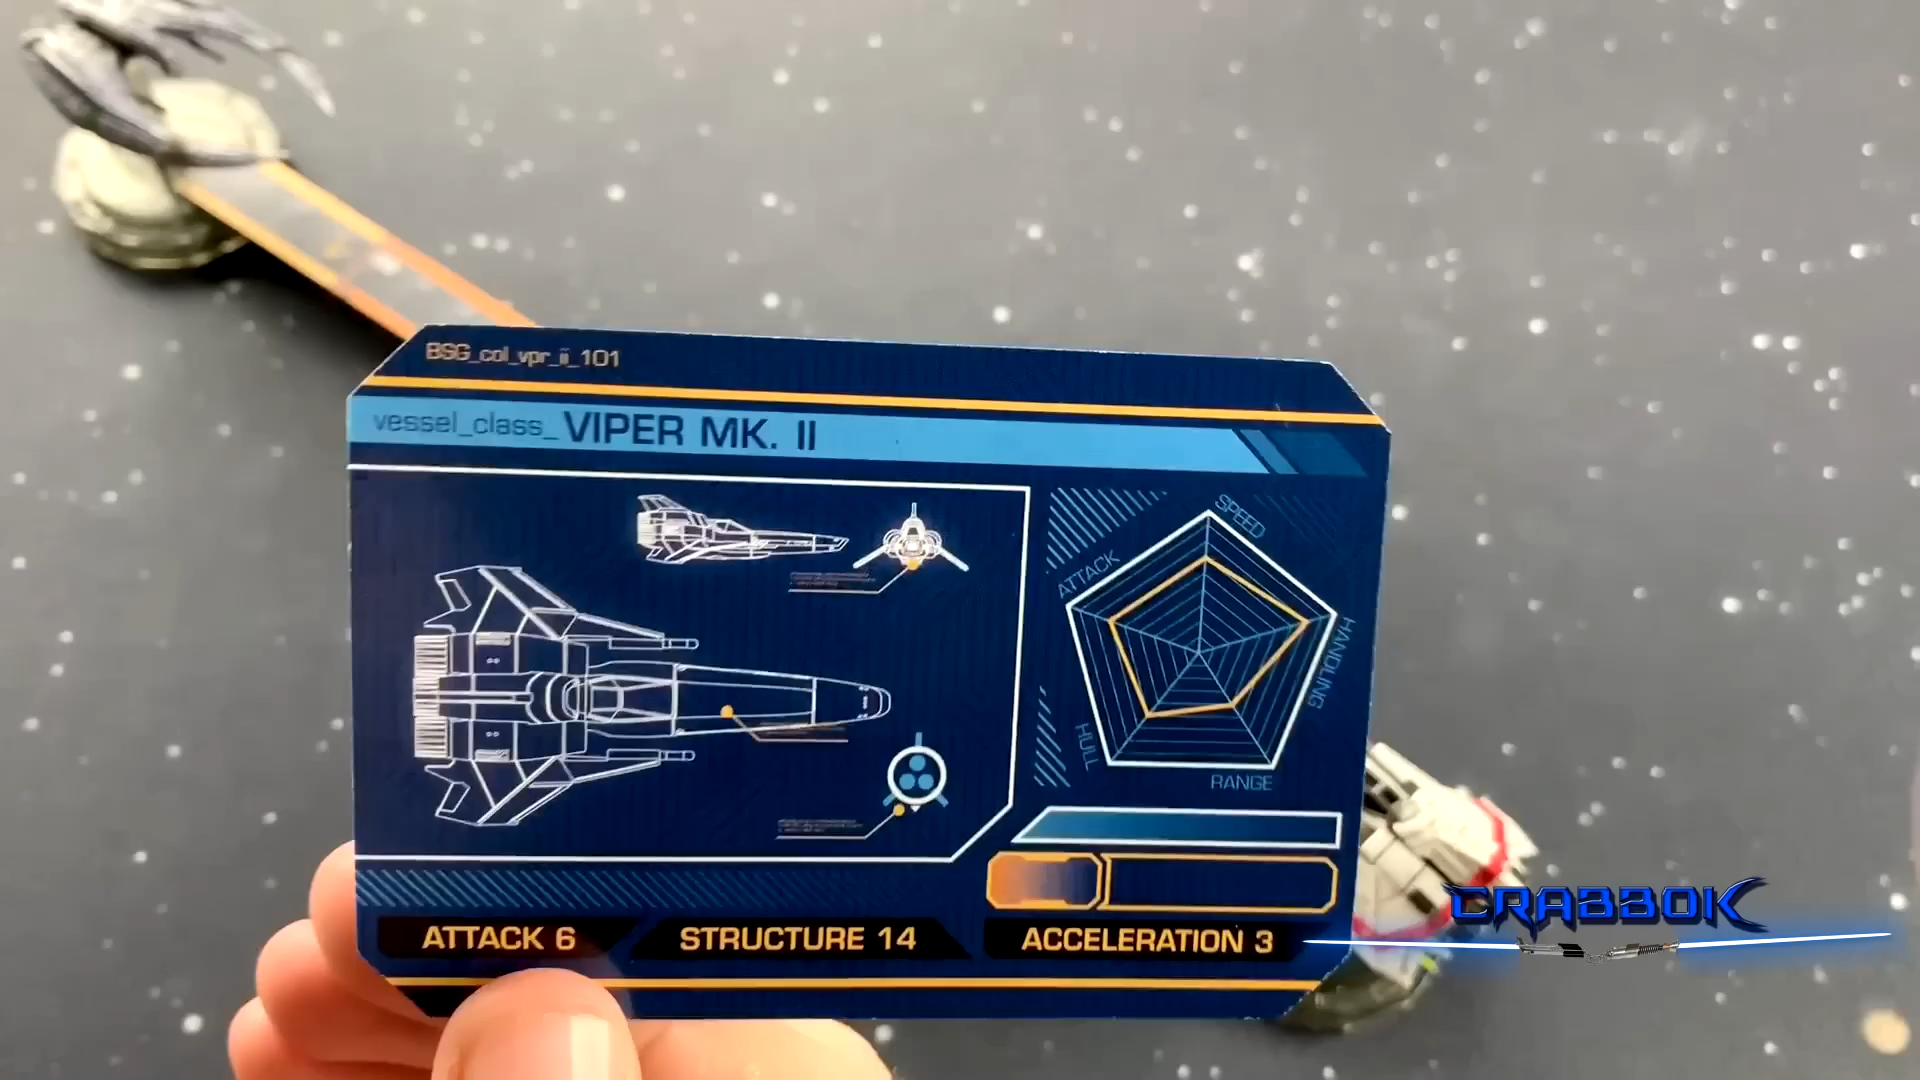 BSG_col_vpr_ii_101
vessel_class_VIPER MK. II
SPEED
ATTACK
HANDLING
HULL
RANGE
ATTACK 6
STRUCTURE 14
ACCELERATION 3
CRABBOK